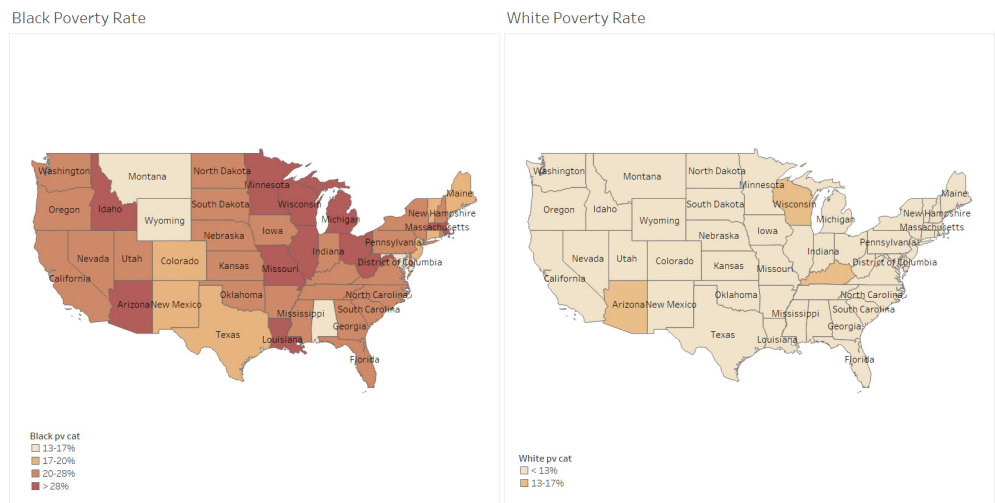 Black Poverty Rate
Washington
Montana
North Dakota
Minnesota
Maine
Oregon
Idaho
South Dakota
Wisconsin
Michigan
New Hampshire
Wyoming
Massachusetts
Nebraska
Iowa
Pennsylvania
Nevada
Utah
Colorado
Kansas
Missouri
Indiana
District of Columbia
California
Arizona
New Mexico
Oklahoma
North Carolina
Mississippi
South Carolina
Texas
Georgia
Louisiana
Florida
Black pv cat
13-17%
17-20%
20-28%
> 28%
White Poverty Rate
Washington
Montana
North Dakota
Minnesota
Maine
Oregon
Idaho
South Dakota
Wisconsin
Michigan
New Hampshire
Wyoming
Massachusetts
Nebraska
Iowa
Pennsylvania
Nevada
Utah
Colorado
Kansas
Missouri
Indiana
District of Columbia
California
Arizona
New Mexico
Oklahoma
North Carolina
Mississippi
South Carolina
Texas
Georgia
Louisiana
Florida
White pv cat
< 13%
13-17%